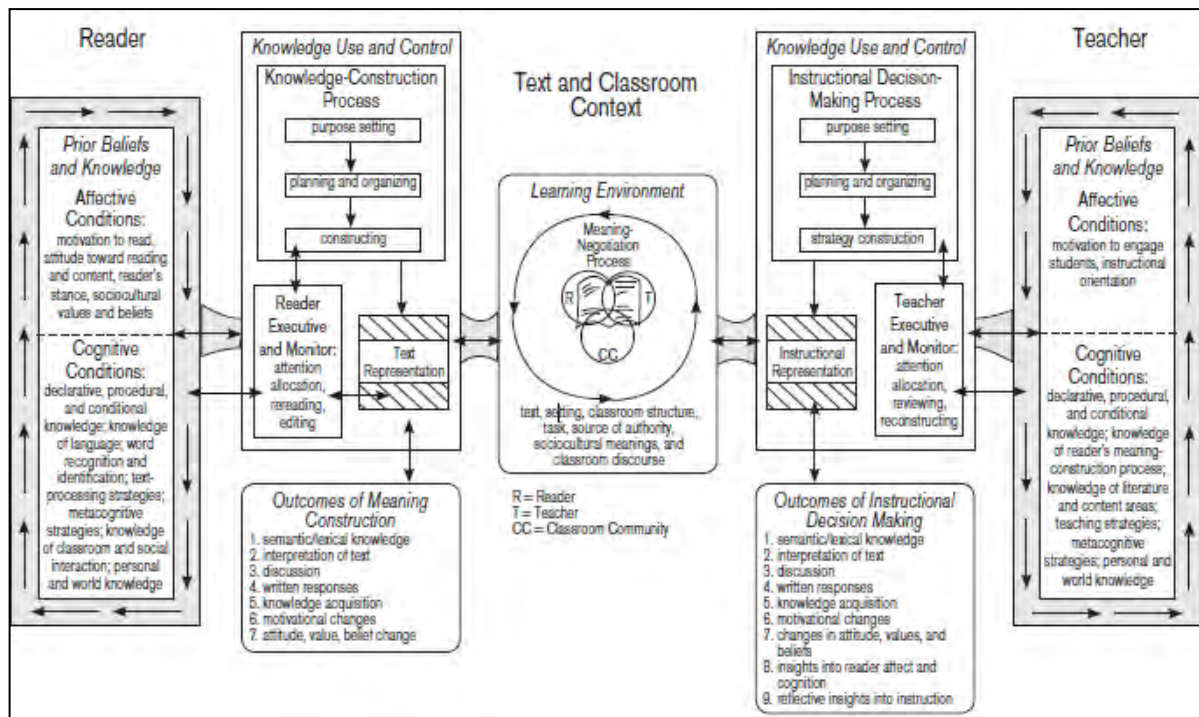 Reader
Prior Beliefs
and Knowledge
Affective
Conditions:
motivation to read,
attitude toward reading
and content, reader's
stance, sociocultural
values and beliefs
Cognitive
Conditions:
declarative, procedural,
and conditional
knowledge; knowledge
of language; word
recognition and
identification; text-
processing strategies;
metacognitive
strategies; knowledge
of classroom and social
interaction; personal
and world knowledge
Knowledge Use and Control
Knowledge-Construction
Process
purpose setting
planning and organizing
constructing
Reader
Executive
and Monitor:
attention
allocation,
rereading,
editing
Text
Representation
Outcomes of Meaning
Construction
1. semantic/lexical knowledge
2. interpretation of text
3. discussion
4. written responses
5. knowledge acquisition
6. motivational changes
7. attitude, value, belief change
Text and Classroom
Context
Learning Environment
Meaning-
Negotiation
Process
R
T
CC
text, setting, classroom structure,
task, source of authority,
sociocultural meanings, and
classroom discourse
R = Reader
T = Teacher
CC = Classroom Community
Knowledge Use and Control
Instructional Decision-
Making Process
purpose setting
planning and organizing
strategy construction
Instructional
Representation
Teacher
Executive
and Monitor:
attention
allocation,
reviewing,
reconstructing
Outcomes of Instructional
Decision Making
1. semantic/lexical knowledge
2. interpretation of text
3. discussion
4. written responses
5. knowledge acquisition
6. motivational changes
7. changes in attitude, values, and
beliefs
8. insights into reader affect and
cognition
9. reflective insights into instruction
Teacher
Prior Beliefs
and Knowledge
Affective
Conditions:
motivation to engage
students, instructional
orientation
Cognitive
Conditions:
declarative, procedural,
and conditional
knowledge; knowledge
of reader's meaning-
construction process;
knowledge of literature
and content areas;
teaching strategies;
metacognitive
strategies; personal and
world knowledge